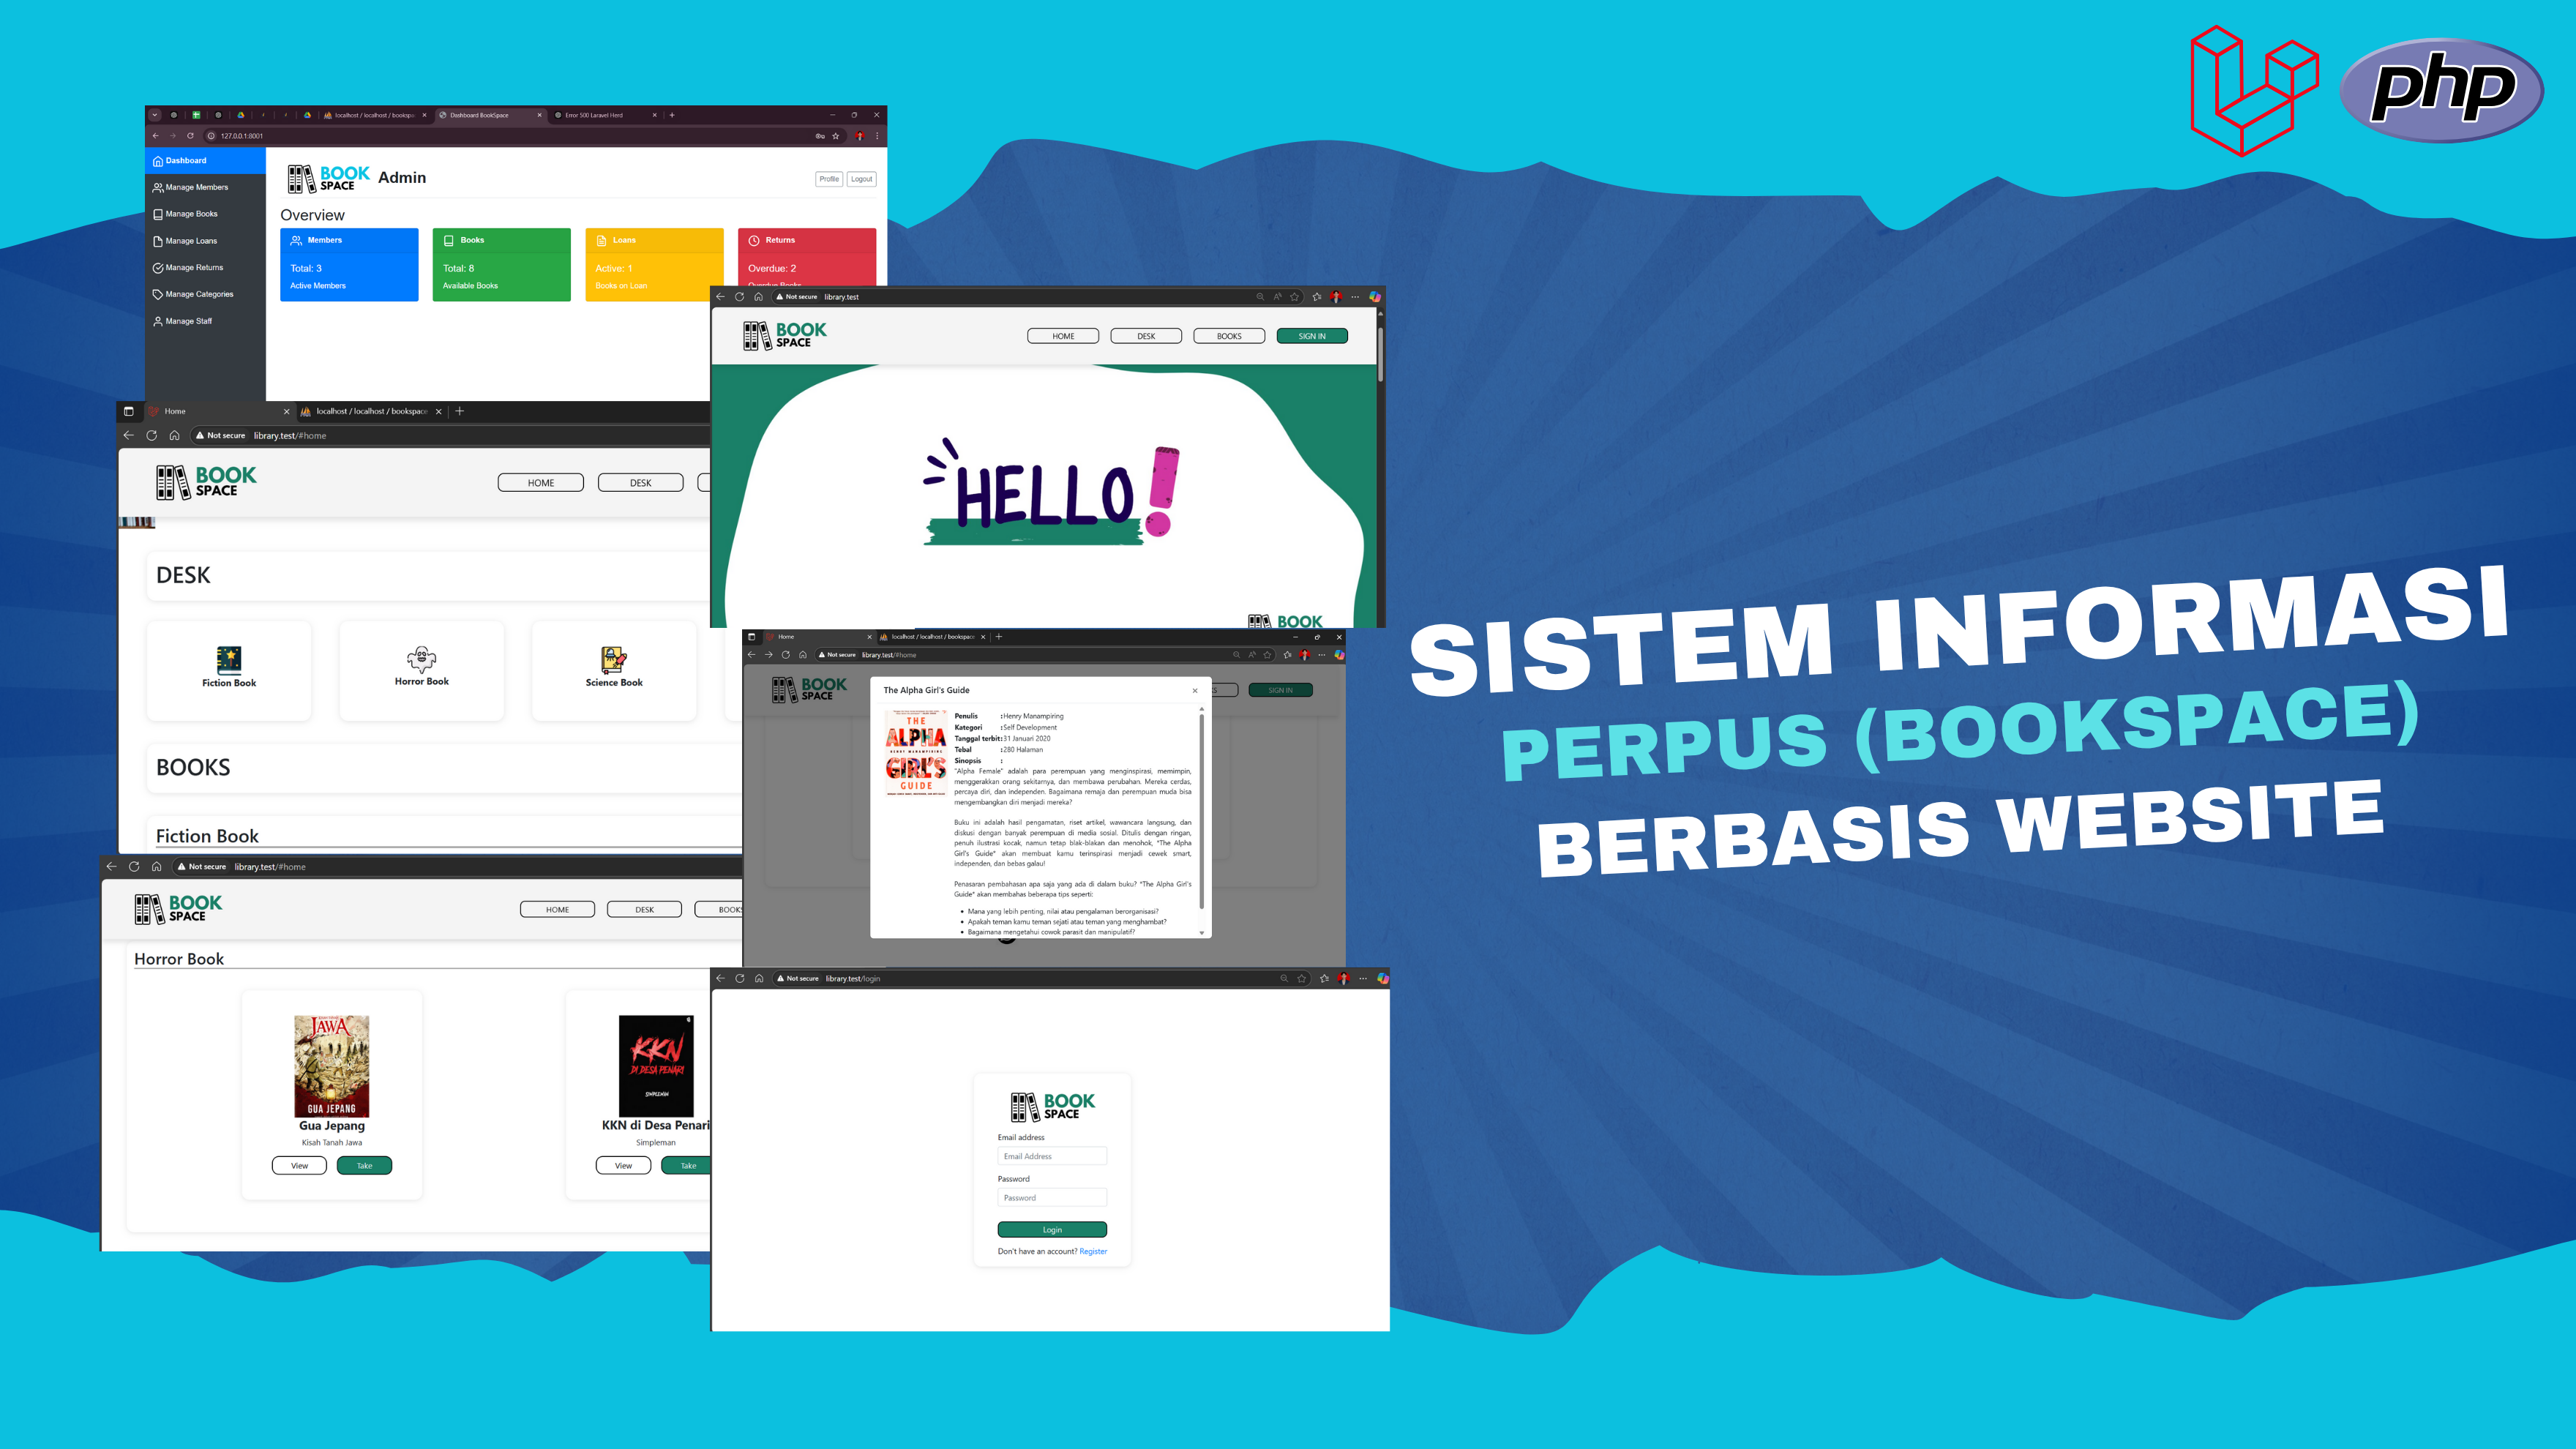 php
localhost / localhost / bookspa
Dashboard BookSpace
Error 500 Laravel Herd
127.0.0.1:8001
Dashboard
Manage Members
Manage Books
Manage Loans
Manage Returns
Manage Categories
Manage Staff
BOOK
SPACE
Admin
Profile
Logout
Overview
Members
Total: 3
Active Members
Books
Total: 8
Available Books
Loans
Active: 1
Books on Loan
Returns
Overdue: 2
Overdue Books
Not secure
library.test
BOOK
SPACE
HOME
DESK
BOOKS
SIGN IN
HELLO!
BOOK
Home
localhost / localhost / bookspace
Not secure
library.test/#home
BOOK
SPACE
HOME
DESK
DESK
Fiction Book
Horror Book
Science Book
BOOKS
Fiction Book
Home
localhost / localhost / bookspace
Not secure
library.test/#home
BOOK
SPACE
SIGN IN
The Alpha Girl's Guide
THE
ALPHA
HENRY MANAMPIRING
GIRL'S
GUIDE
Penulis :Henry Manampiring
Kategori :Self Development
Tanggal terbit:31 Januari 2020
Tebal :280 Halaman
Sinopsis :
"Alpha Female" adalah para perempuan yang menginspirasi, memimpin,
menggerakkan orang sekitarnya, dan membawa perubahan. Mereka cerdas,
percaya diri, dan independen. Bagaimana remaja dan perempuan muda bisa
mengembangkan diri menjadi mereka?
Buku ini adalah hasil pengamatan, riset artikel, wawancara langsung, dan
diskusi dengan banyak perempuan di media sosial. Ditulis dengan ringan,
penuh ilustrasi kocak, namun tetap blak-blakan dan menohok, "The Alpha
Girl's Guide" akan membuat kamu terinspirasi menjadi cewek smart,
independen, dan bebas galau!
Penasaran pembahasan apa saja yang ada di dalam buku? "The Alpha Girl's
Guide" akan membahas beberapa tips seperti:
• Mana yang lebih penting, nilai atau pengalaman berorganisasi?
• Apakah teman kamu teman sejati atau teman yang menghambat?
• Bagaimana mengetahui cowok parasit dan manipulatif?
Not secure
library.test/#home
BOOK
SPACE
HOME
DESK
BOOKS
Horror Book
JAWA
GUA JEPANG
Gua Jepang
Kisah Tanah Jawa
View
Take
KKN
DI DESA PENARI
SIMPLEMAN
KKN di Desa Penari
Simpleman
View
Take
Not secure
library.test/login
BOOK
SPACE
Email address
Email Address
Password
Password
Login
Don't have an account? Register
SISTEM INFORMASI
PERPUS (BOOKSPACE)
BERBASIS WEBSITE